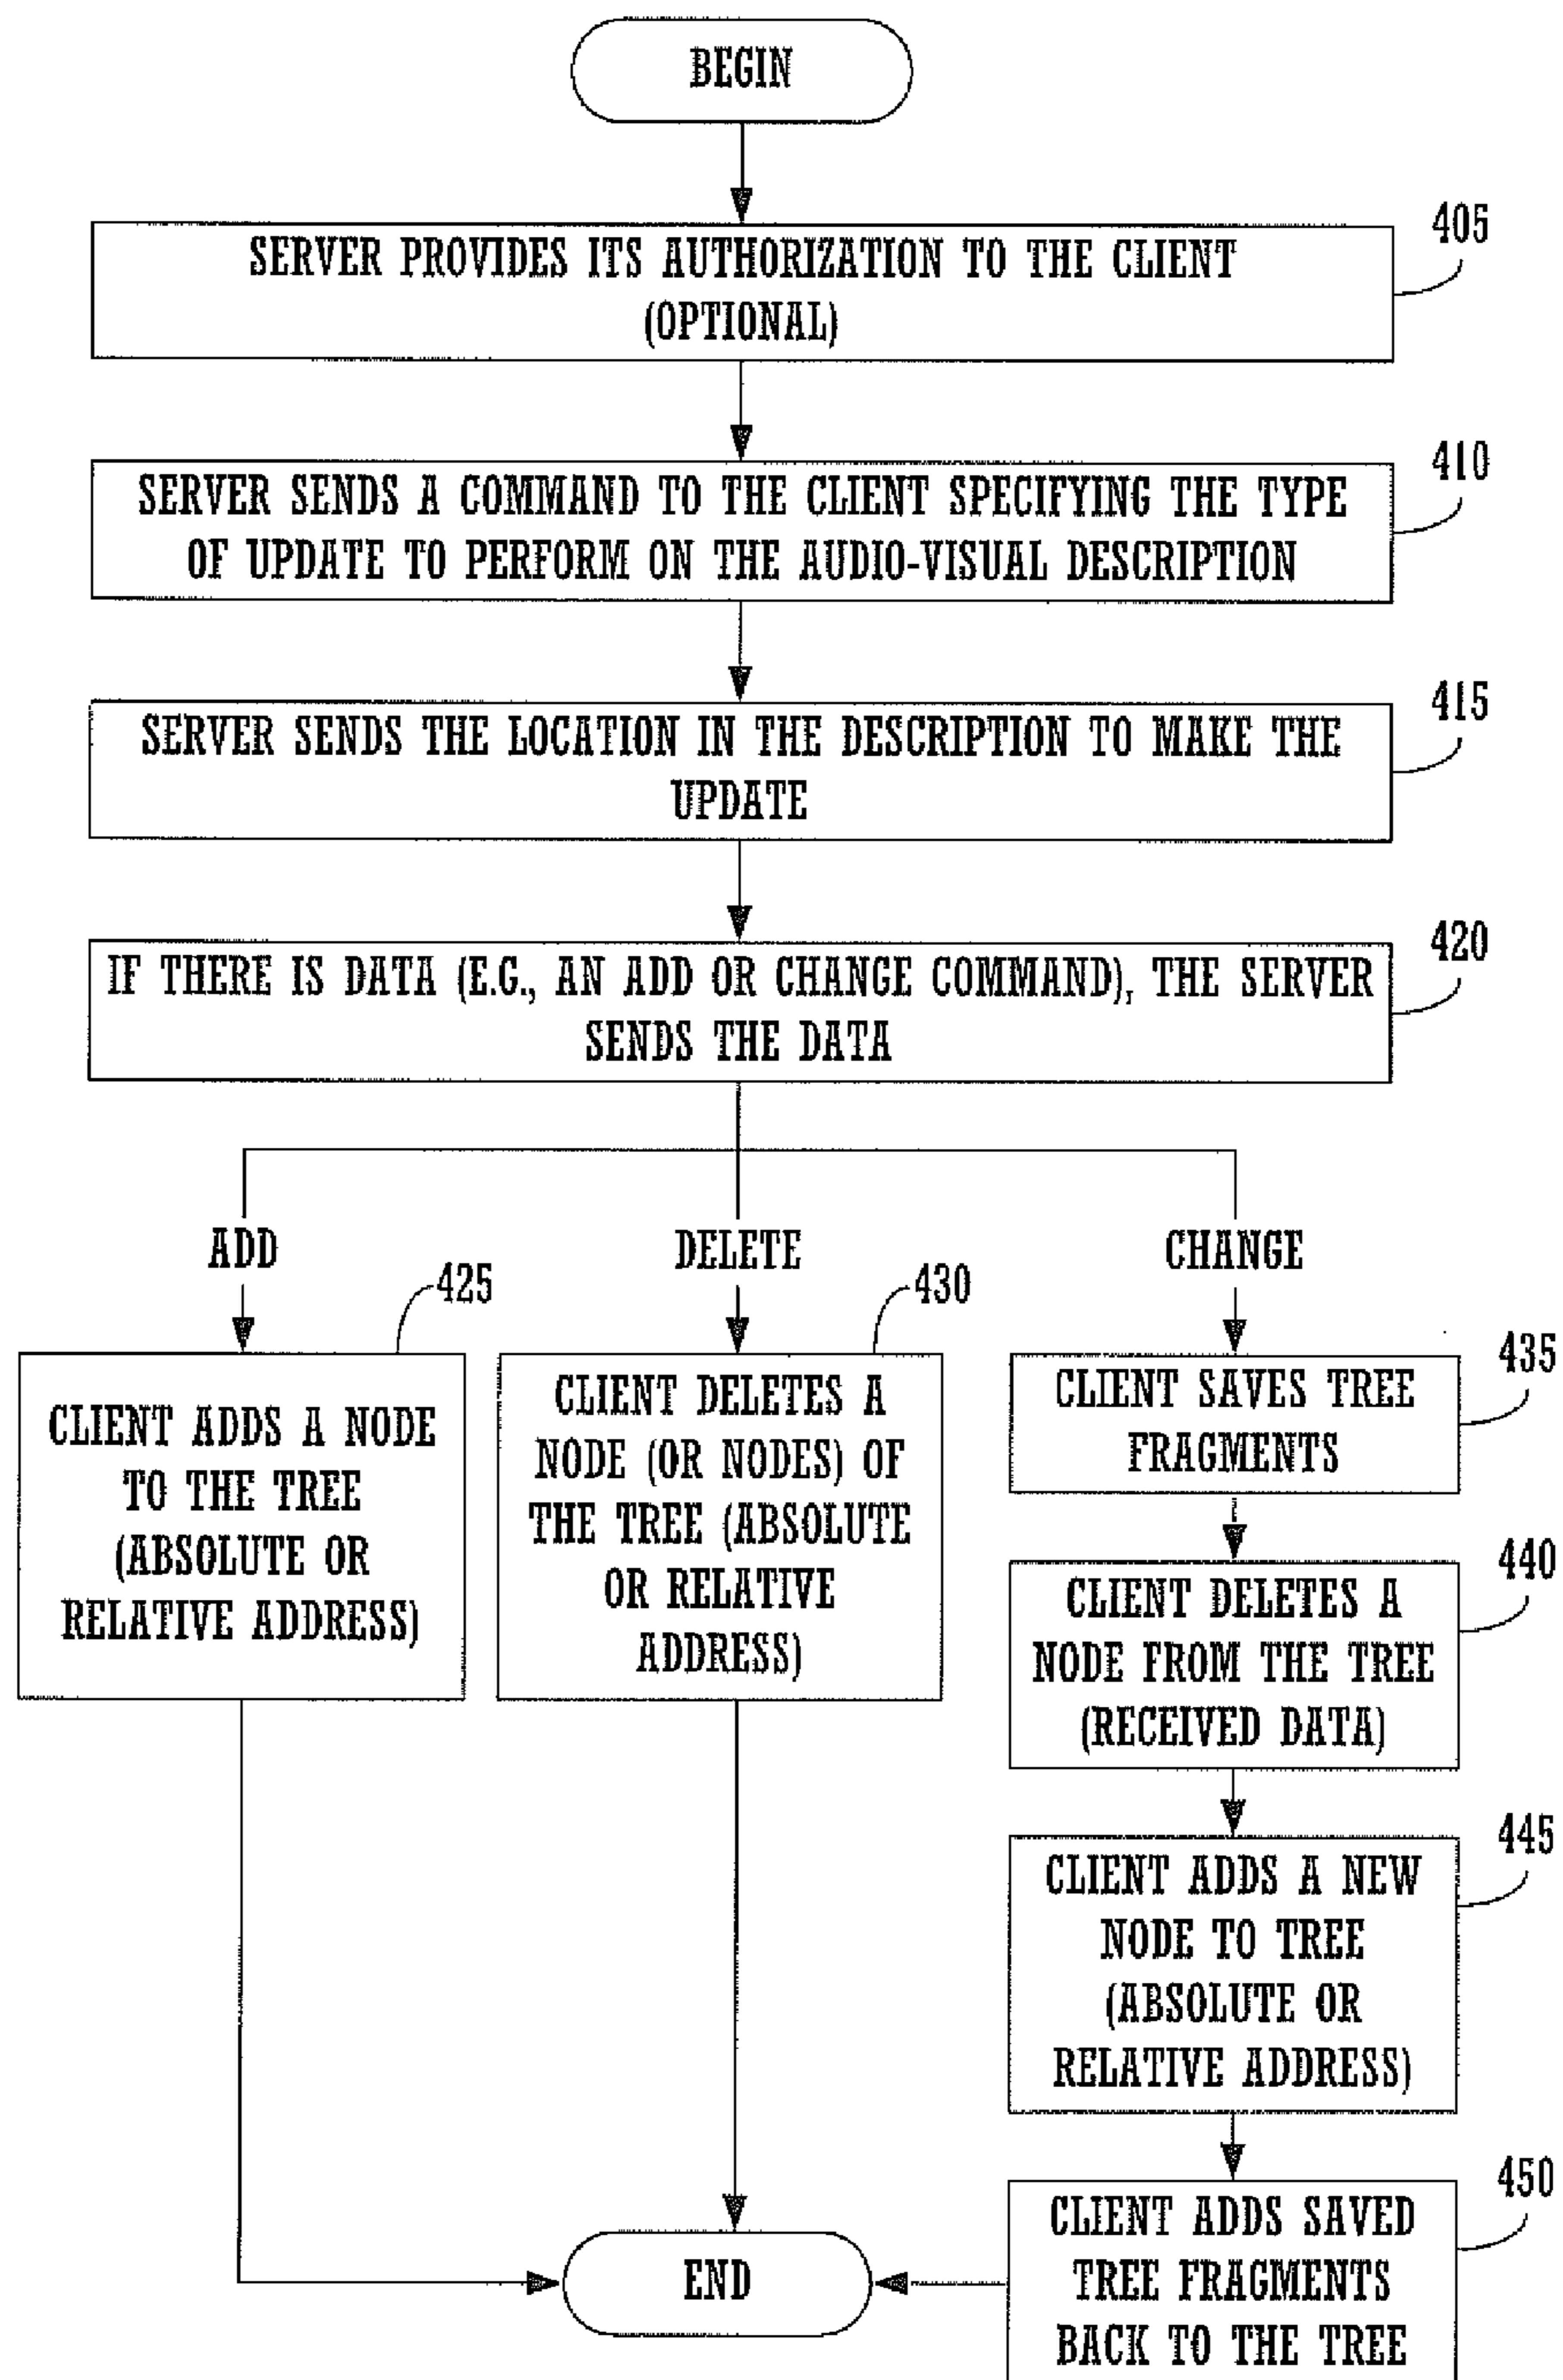 BEGIN
SERVER PROVIDES ITS AUTHORIZATION TO THE CLIENT
(OPTIONAL)
405
SERVER SENDS A COMMAND TO THE CLIENT SPECIFYING THE TYPE
OF UPDATE TO PERFORM ON THE AUDIO-VISUAL DESCRIPTION
410
SERVER SENDS THE LOCATION IN THE DESCRIPTION TO MAKE THE
UPDATE
415
IF THERE IS DATA (E.G., AN ADD OR CHANGE COMMAND), THE SERVER
SENDS THE DATA
420
ADD
425
CLIENT ADDS A NODE
TO THE TREE
(ABSOLUTE OR
RELATIVE ADDRESS)
DELETE
430
CLIENT DELETES A
NODE (OR NODES) OF
THE TREE (ABSOLUTE
OR RELATIVE
ADDRESS)
CHANGE
435
CLIENT SAVES TREE
FRAGMENTS
440
CLIENT DELETES A
NODE FROM THE TREE
(RECEIVED DATA)
445
CLIENT ADDS A NEW
NODE TO TREE
(ABSOLUTE OR
RELATIVE ADDRESS)
450
CLIENT ADDS SAVED
TREE FRAGMENTS
BACK TO THE TREE
END